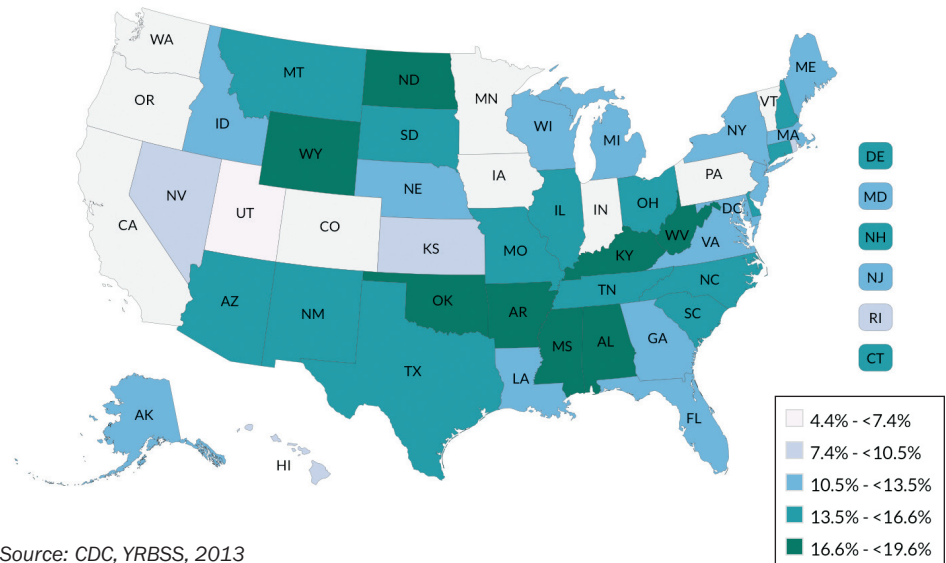 WA
OR
CA
ID
NV
MT
WY
UT
AZ
CO
NM
ND
SD
NE
KS
OK
TX
MN
IA
MO
AR
LA
WI
IL
MI
IN
OH
KY
TN
MS
AL
GA
FL
SC
NC
VA
WV
DC
PA
NY
VT
MA
ME
AK
HI
DE
MD
NH
NJ
RI
CT
4.4% - <7.4%
7.4% - <10.5%
10.5% - <13.5%
13.5% - <16.6%
16.6% - <19.6%
Source: CDC, YRBSS, 2013